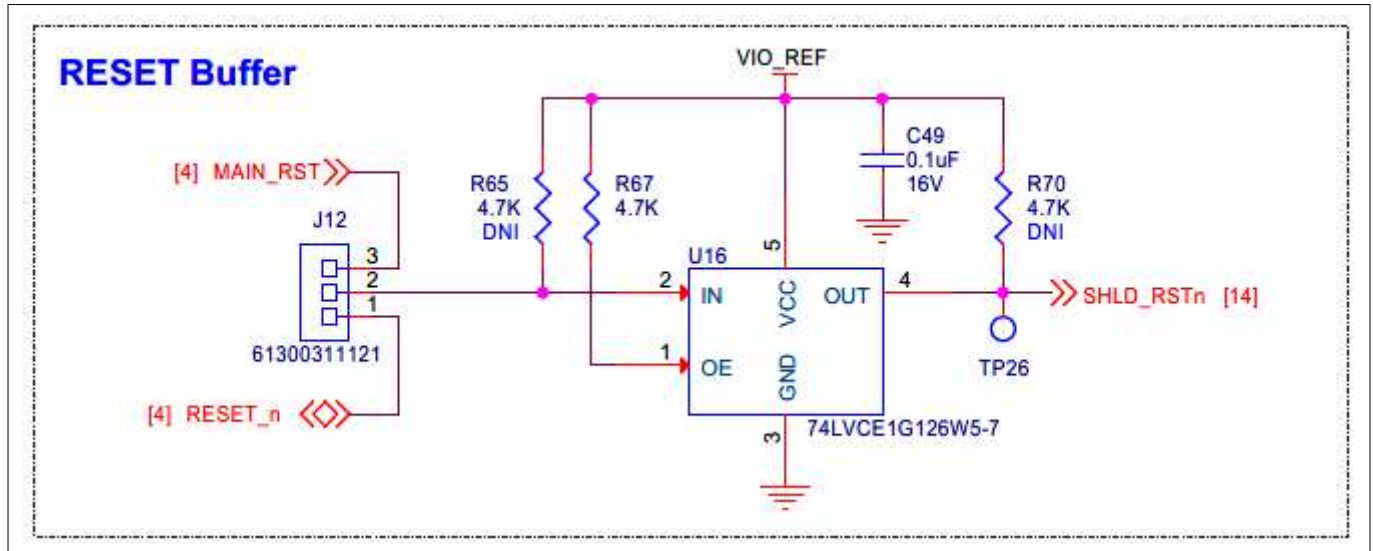 RESET Buffer
VIO_REF
[4] MAIN_RST
J12
3
2
1
61300311121
[4] RESET_n
R65
4.7K
DNI
R67
4.7K
C49
0.1uF
16V
R70
4.7K
DNI
U16
5
2
IN
VCC
OUT
4
1
OE
GND
3
74LVCE1G126W5-7
SHLD_RSTn [14]
TP26